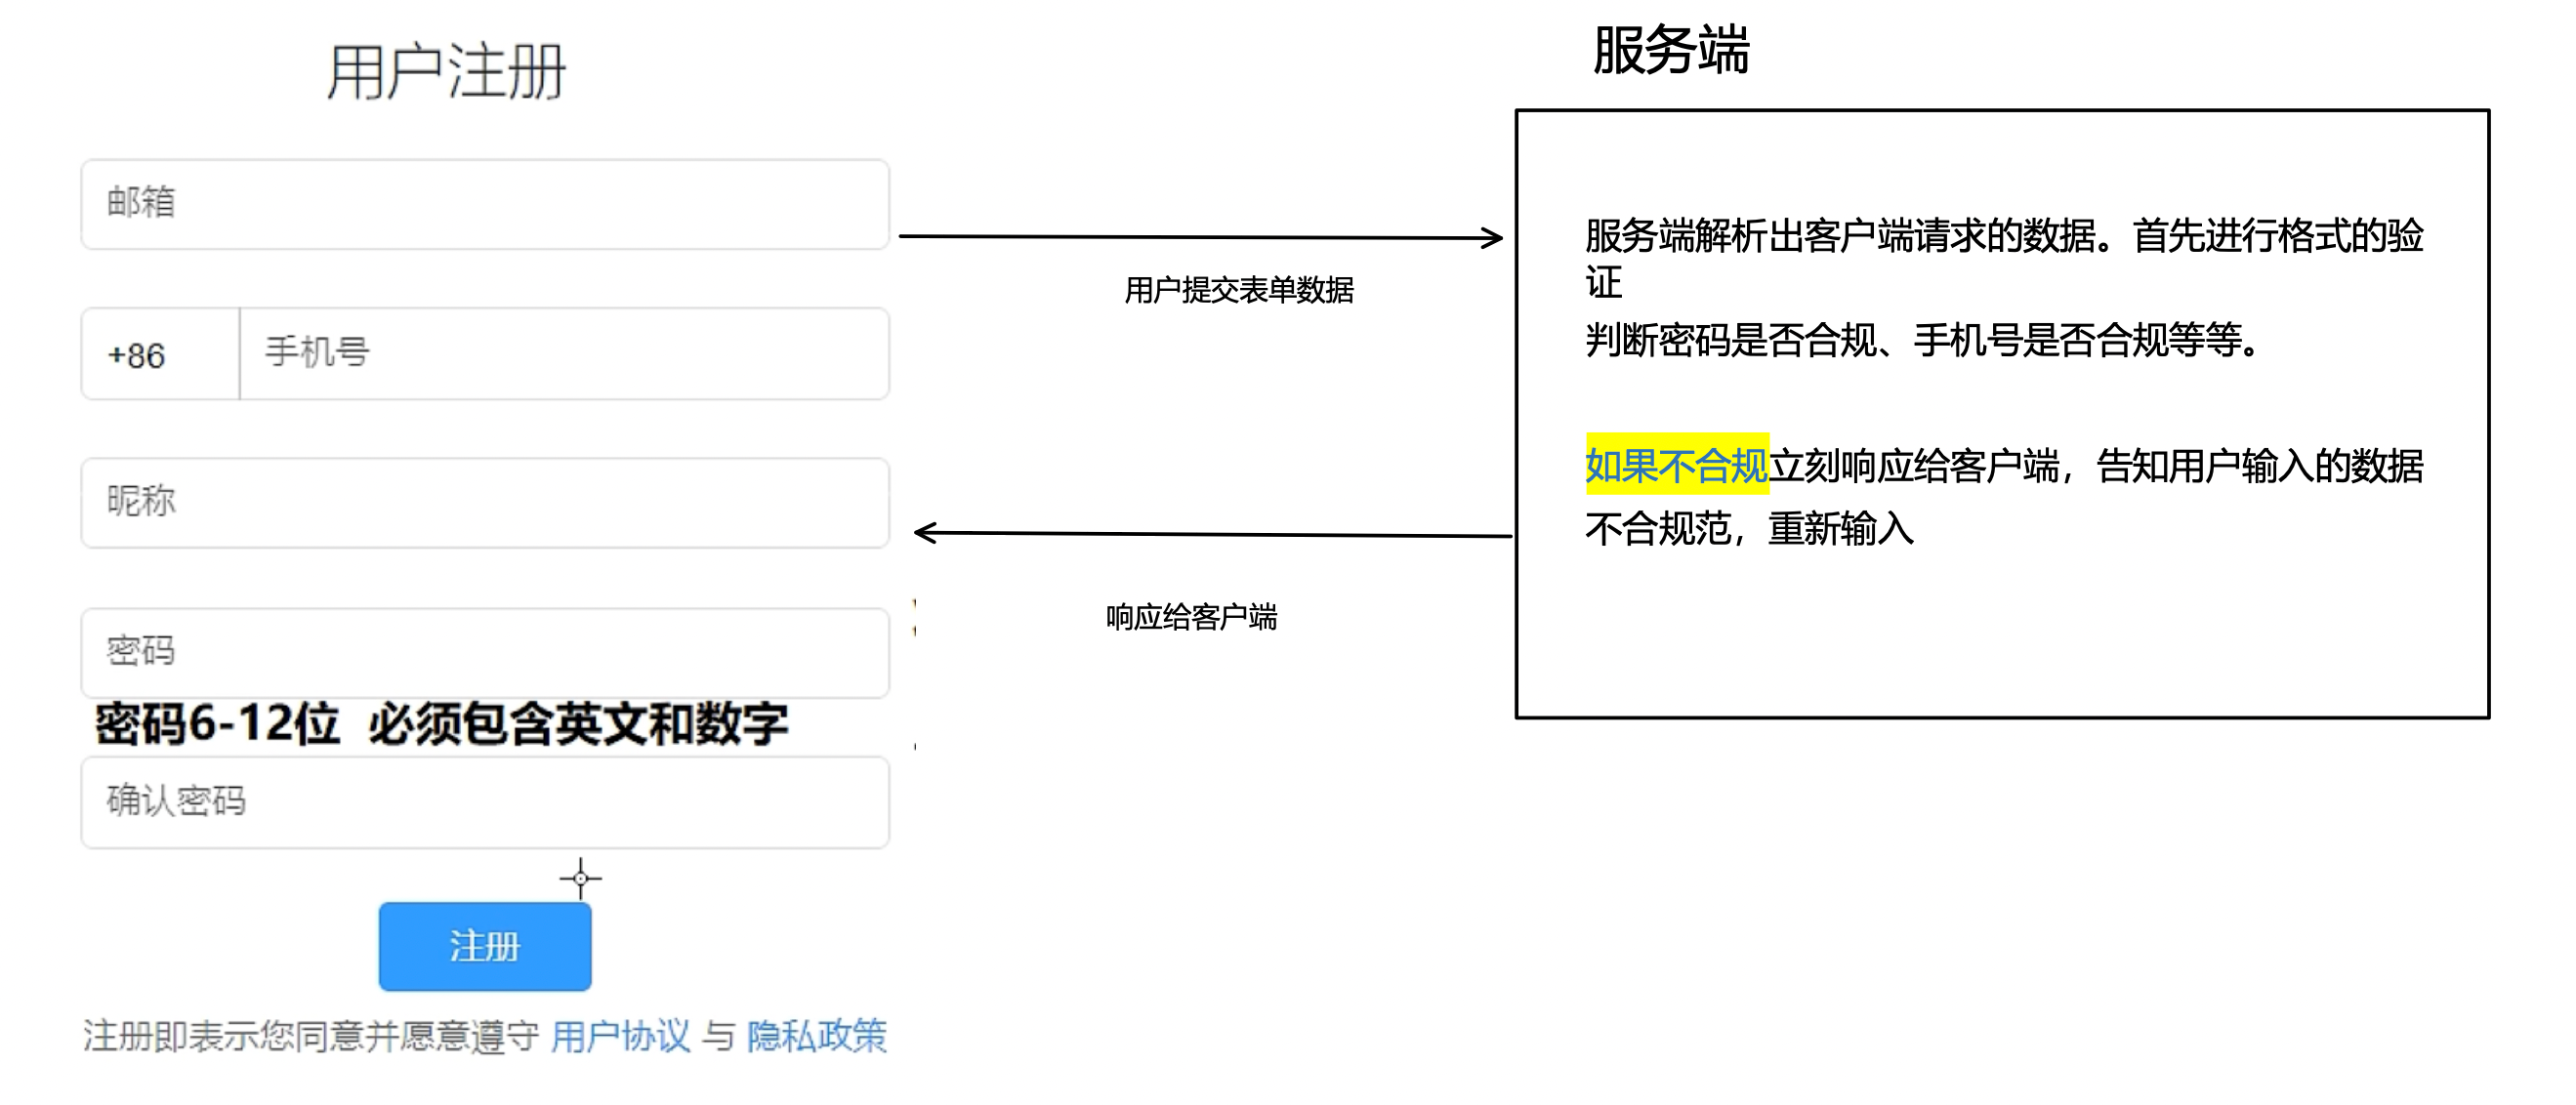 用户注册
邮箱
+86 手机号
昵称
密码
密码6-12位 必须包含英文和数字
确认密码
注册
注册即表示您同意并愿意遵守 用户协议 与 隐私政策
用户提交表单数据
响应给客户端
服务端
服务端解析出客户端请求的数据。首先进行格式的验
证
判断密码是否合规、手机号是否合规等等。
如果不合规立刻响应给客户端，告知用户输入的数据
不合规范，重新输入